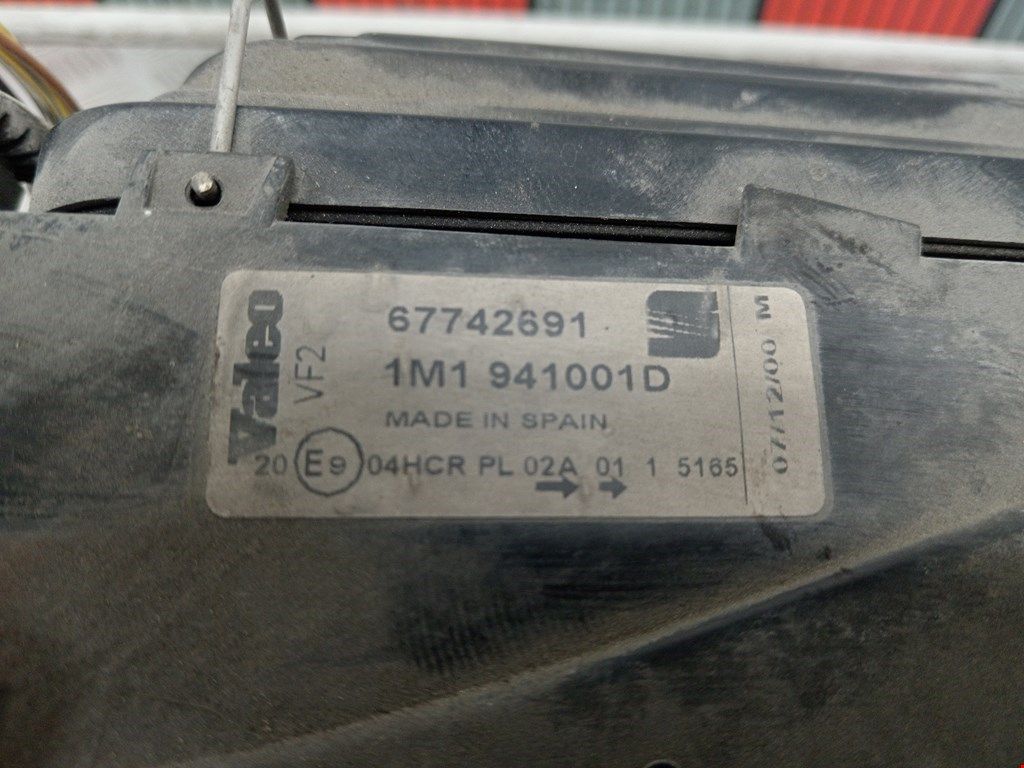 Valeo
VF2
67742691
1M1 941001D
MADE IN SPAIN
20 E9 04HCR PL 02A 01 1 5165
07/12/00 M